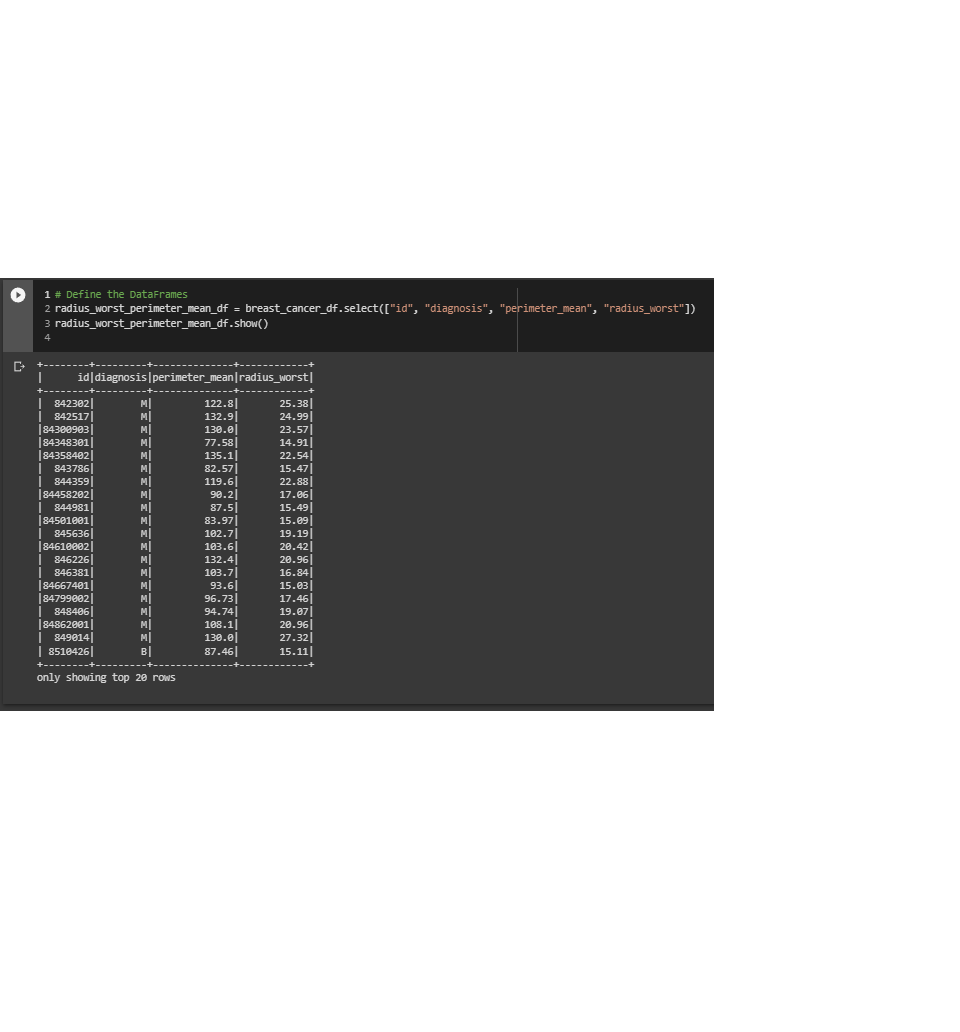 1 # Define the DataFrames
2 radius_worst_perimeter_mean_df = breast_cancer_df.select(["id", "diagnosis", "perimeter_mean", "radius_worst"])
3 radius_worst_perimeter_mean_df.show()
4
+--------+---------+--------------+------------+
|      id|diagnosis|perimeter_mean|radius_worst|
+--------+---------+--------------+------------+
|  842302|        M|         122.8|       25.38|
|  842517|        M|         132.9|       24.99|
|84300903|        M|         130.0|       23.57|
|84348301|        M|         77.58|       14.91|
|84358402|        M|         135.1|       22.54|
|  843786|        M|         82.57|       15.47|
|  844359|        M|         119.6|       22.88|
|84458202|        M|          90.2|       17.06|
|  844981|        M|          87.5|       15.49|
|84501001|        M|         83.97|       15.09|
|  845636|        M|         102.7|       19.19|
|84610002|        M|         103.6|       20.42|
|  846226|        M|         132.4|       20.96|
|  846381|        M|         103.7|       16.84|
|84667401|        M|          93.6|       15.03|
|84799002|        M|         96.73|       17.46|
|  848406|        M|         94.74|       19.07|
|84862001|        M|         108.1|       20.96|
|  849014|        M|         130.0|       27.32|
| 8510426|        B|         87.46|       15.11|
+--------+---------+--------------+------------+
only showing top 20 rows